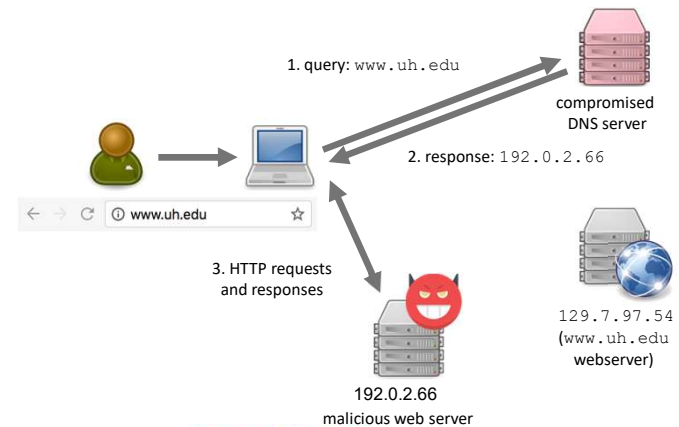 1. query: www.uh.edu
compromised
DNS server
2. response: 192.0.2.66
www.uh.edu
3. HTTP requests
and responses
129.7.97.54
(www.uh.edu
webserver)
192.0.2.66
malicious web server